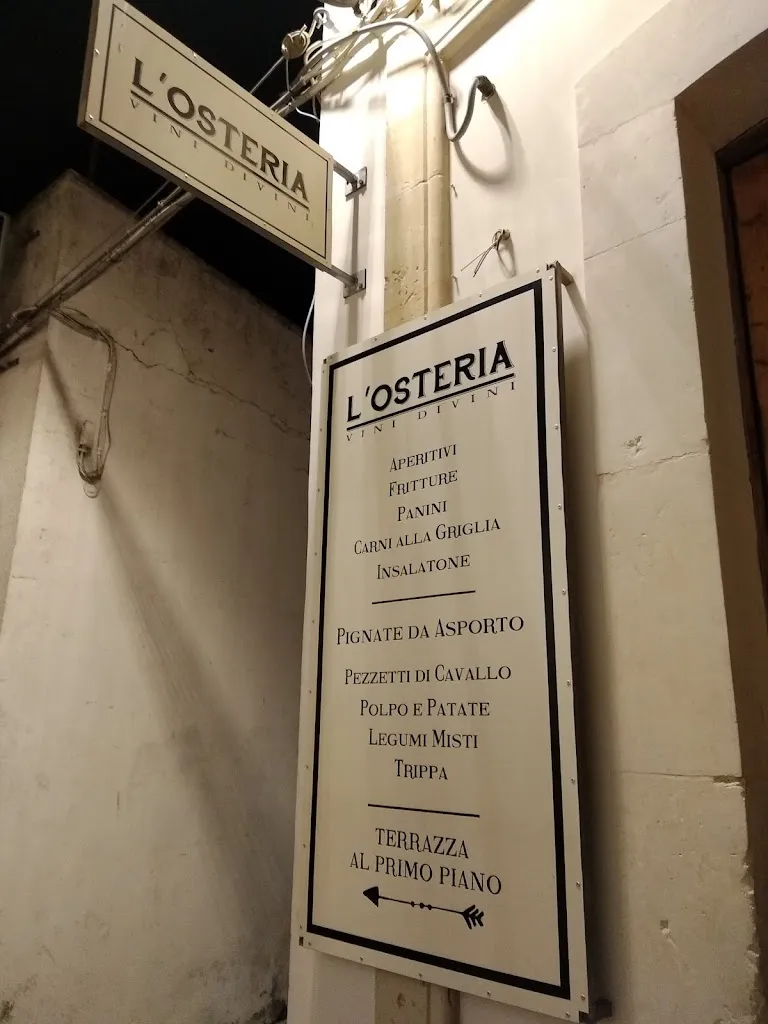 L'OSTERIA
VINI DIVINI
L'OSTERIA
VINI DIVINI
APERITIVI
FRITTURE
PANINI
CARNI ALLA GRIGLIA
INSALATONE
PIGNATE DA ASPORTO
PEZZETTI DI CAVALLO
POLPO E PATATE
LEGUMI MISTI
TRIPPA
TERRAZZA
AL PRIMO PIANO